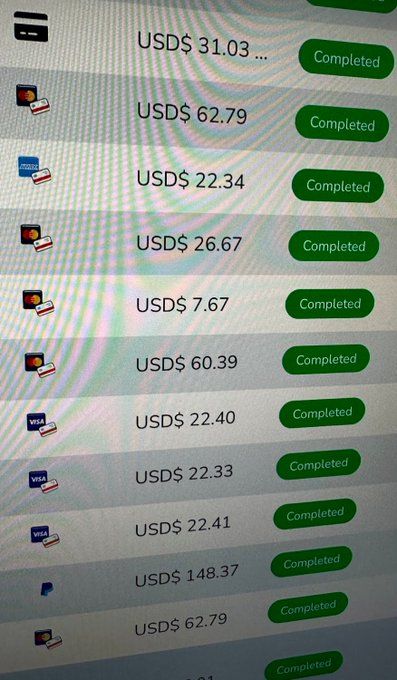 USD$ 31.03 ... Completed
USD$ 62.79 Completed
USD$ 22.34 Completed
USD$ 26.67 Completed
USD$ 7.67 Completed
USD$ 60.39 Completed
VISA USD$ 22.40 Completed
VISA USD$ 22.33 Completed
VISA USD$ 22.41 Completed
USD$ 148.37 Completed
USD$ 62.79 Completed
Completed